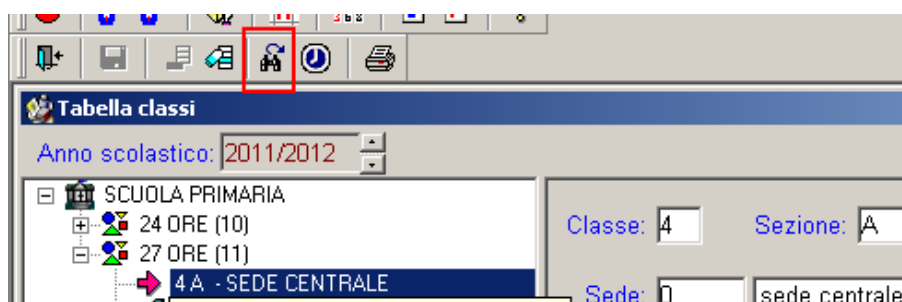 368
Tabella classi
Anno scolastico: 2011/2012
SCUOLA PRIMARIA
24 ORE (10)
27 ORE (11)
4 A - SEDE CENTRALE
Classe: 4 Sezione: A
Sede: 0 sede centrale